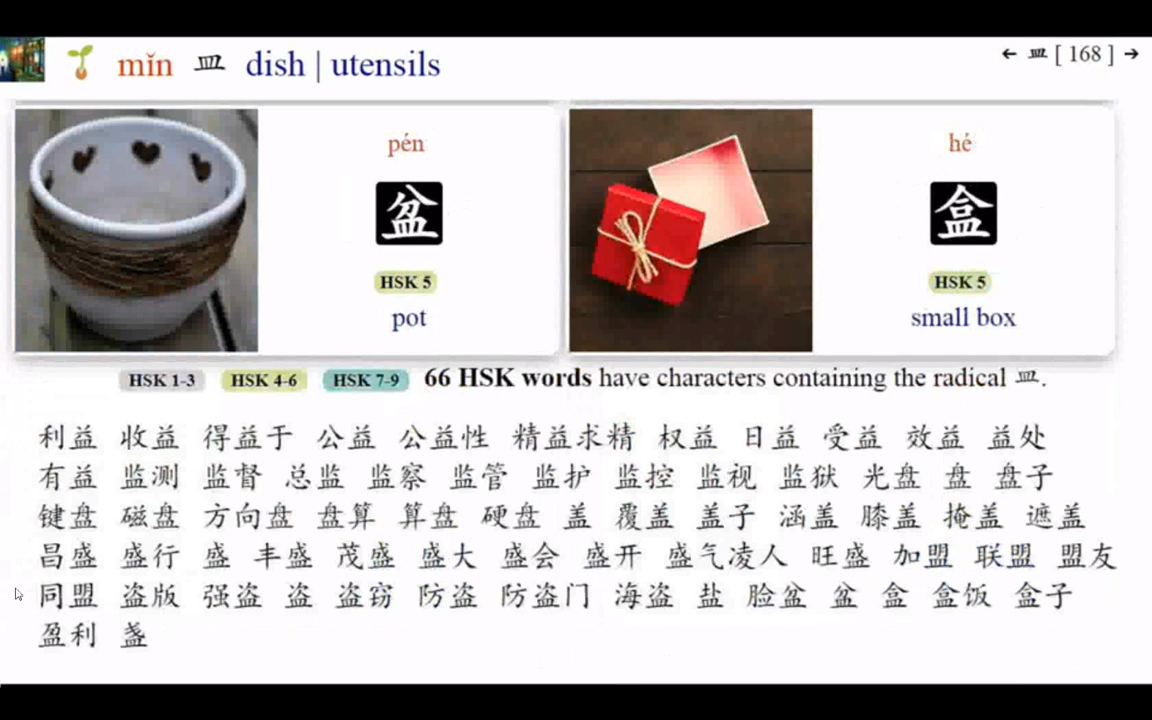 mǐn 皿 dish | utensils
← 皿 [ 168 ] →
pén
盆
HSK 5
pot
hé
盒
HSK 5
small box
HSK 1-3 HSK 4-6 HSK 7-9 66 HSK words have characters containing the radical 皿.
利益 收益 得益于 公益 公益性 精益求精 权益 日益 受益 效益 益处
有益 监测 监督 总监 监察 监管 监护 监控 监视 监狱 光盘 盘 盘子
键盘 磁盘 方向盘 盘算 算盘 硬盘 盖 覆盖 盖子 涵盖 膝盖 掩盖 遮盖
昌盛 盛行 盛 丰盛 茂盛 盛大 盛会 盛开 盛气凌人 旺盛 加盟 联盟 盟友
同盟 盗版 强盗 盗 盗窃 防盗 防盗门 海盗 盐 脸盆 盆 盒 盒饭 盒子
盈利 盏